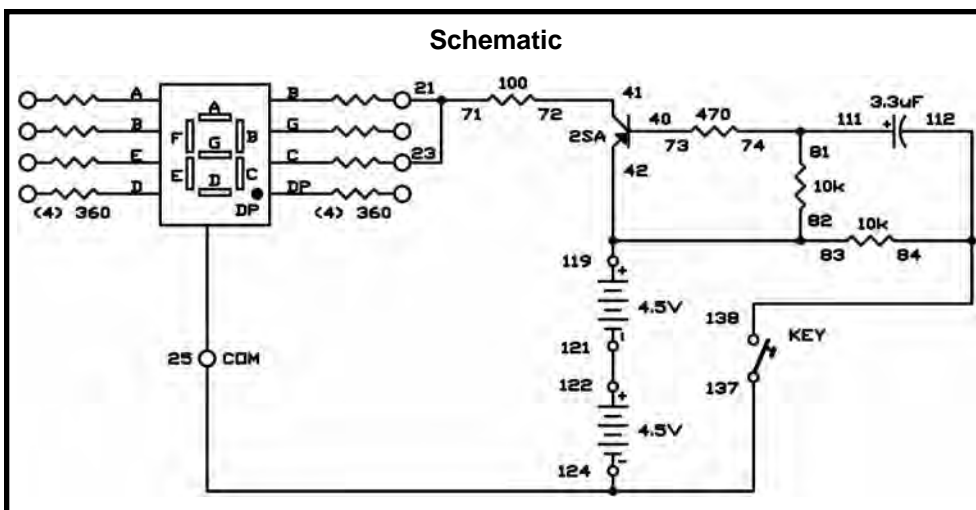 Schematic
A B 21 100 41 3.3uF
71 72 40 470 111 + 112
A
B F B G 2SA 73 74
G 81
42
E E C C 23 10k
D
D DP DP 82 10k
(4) 360 (4) 360
119 + 83 84
4.5V
138
121 - KEY
25 COM
122 + 137
4.5V
124 -